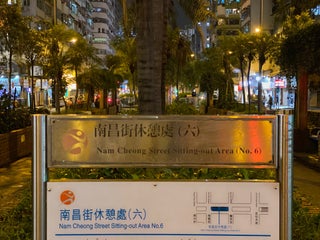 南昌街休憩處(六)
Nam Cheong Street Sitting-out Area (No. 6)
南昌街休憩處(六)
Nam Cheong Street Sitting-out Area No.6